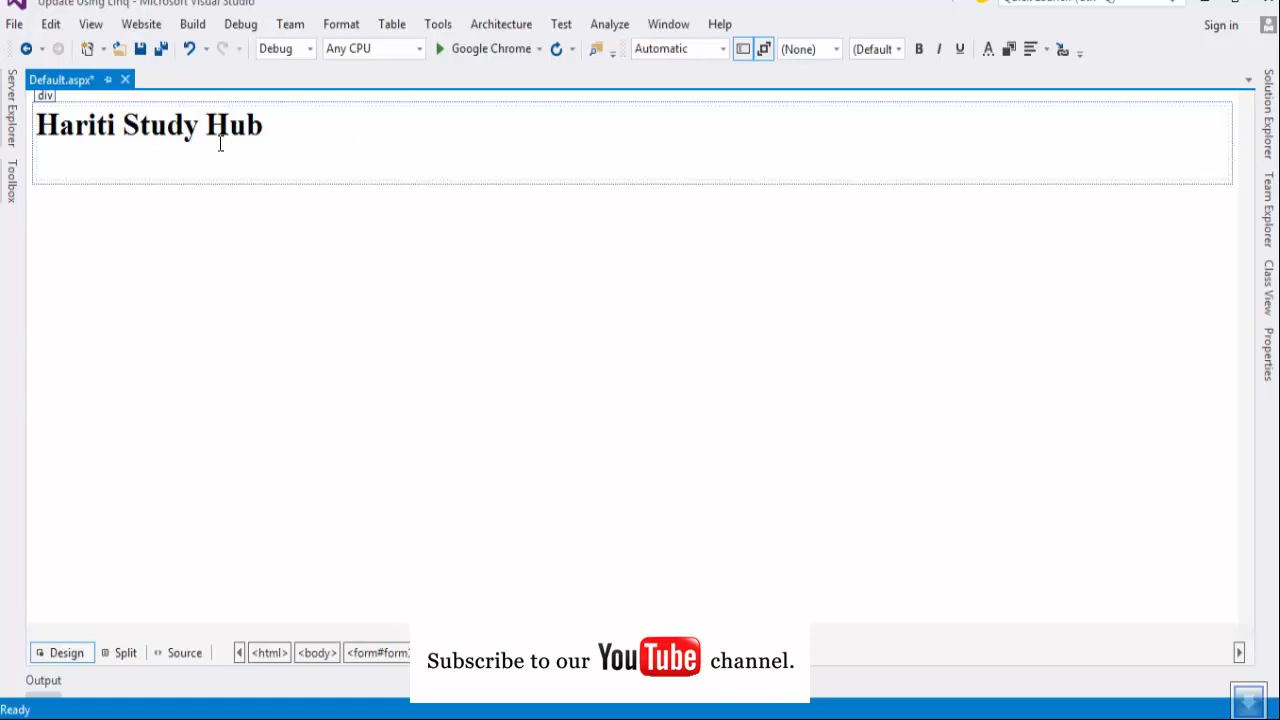 Update Using Linq - Microsoft Visual Studio
File Edit View Website Build Debug Team Format Table Tools Architecture Test Analyze Window Help
Sign in
Debug Any CPU Google Chrome Automatic (None) (Default B I U A
Default.aspx*
div
Hariti Study Hub
Server Explorer
Toolbox
Solution Explorer
Team Explorer
Class View
Properties
Design Split Source <html> <body> <form#form1
Subscribe to our YouTube channel.
Output
Ready